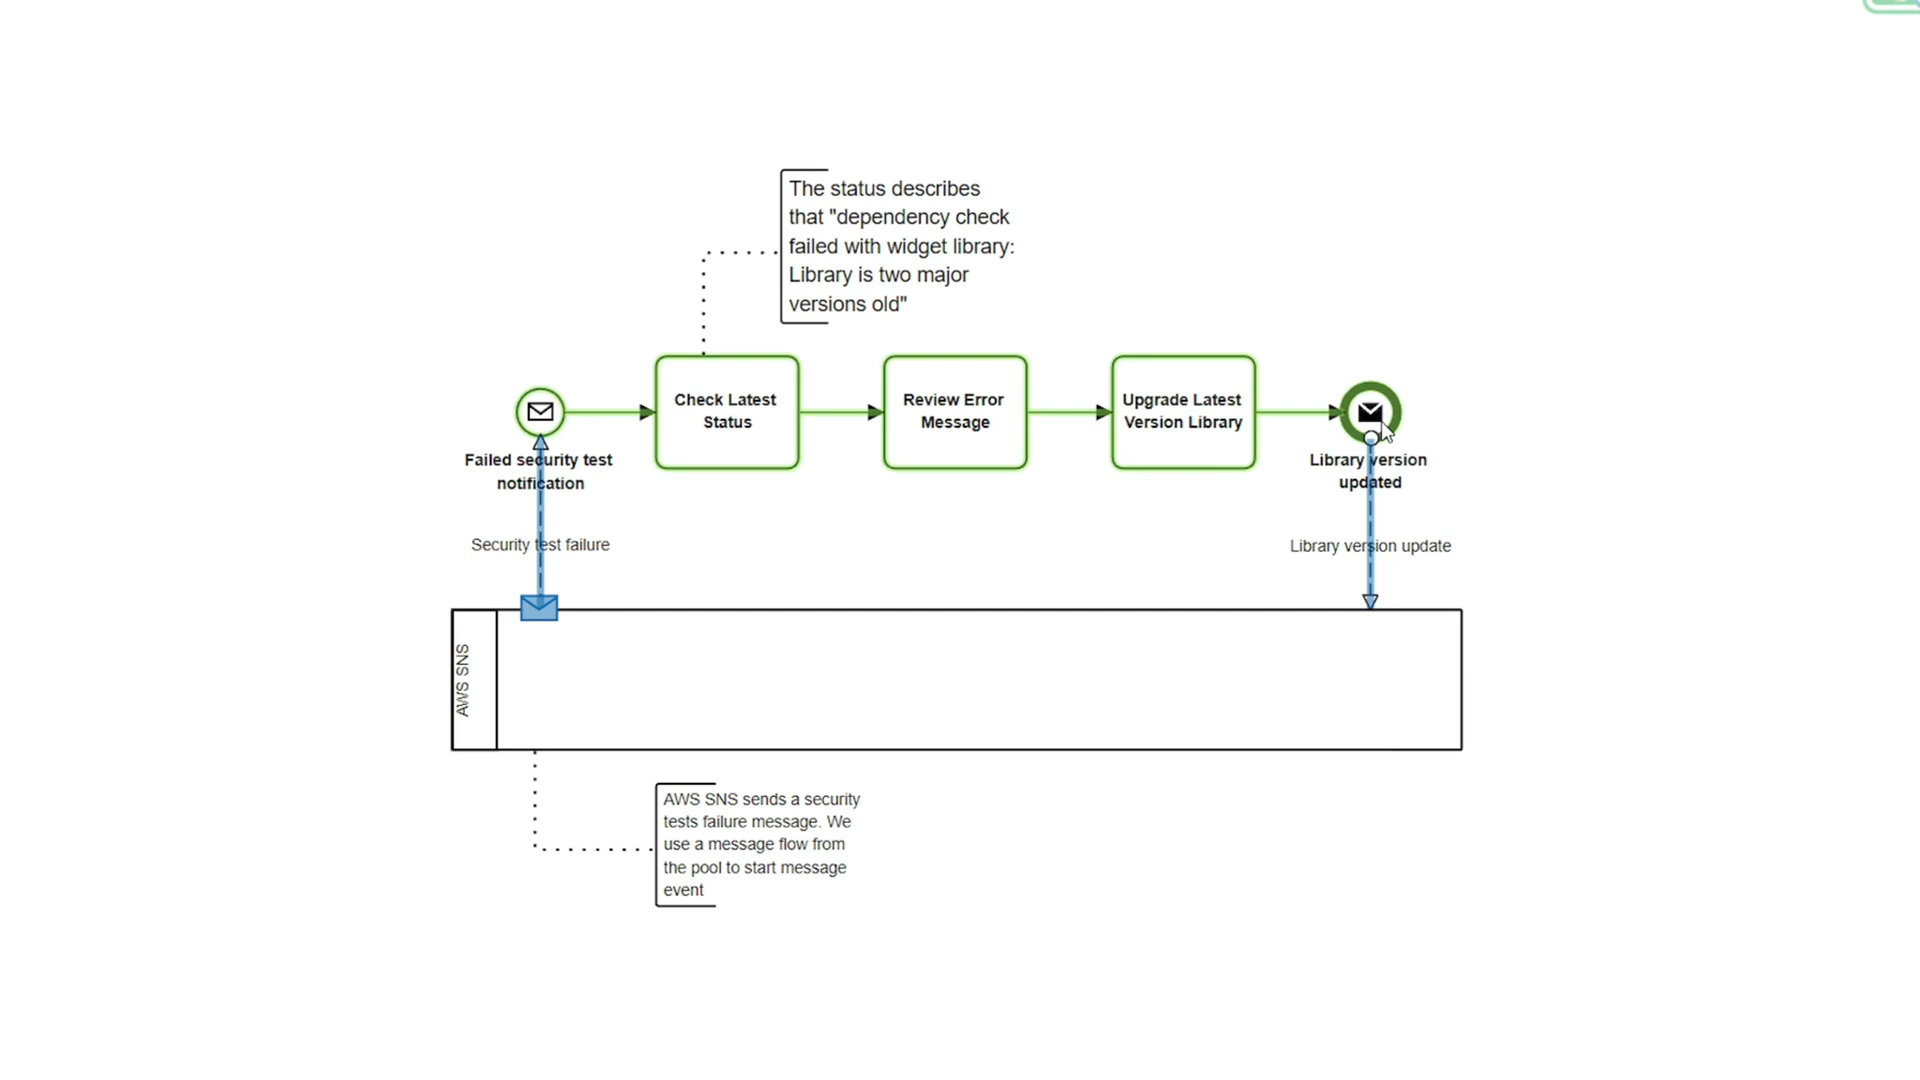 The status describes
that "dependency check
failed with widget library:
Library is two major
versions old"
Check Latest
Status
Review Error
Message
Upgrade Latest
Version Library
Failed security test
notification
Library version
updated
Security test failure
Library version update
AWS SNS
AWS SNS sends a security
tests failure message. We
use a message flow from
the pool to start message
event